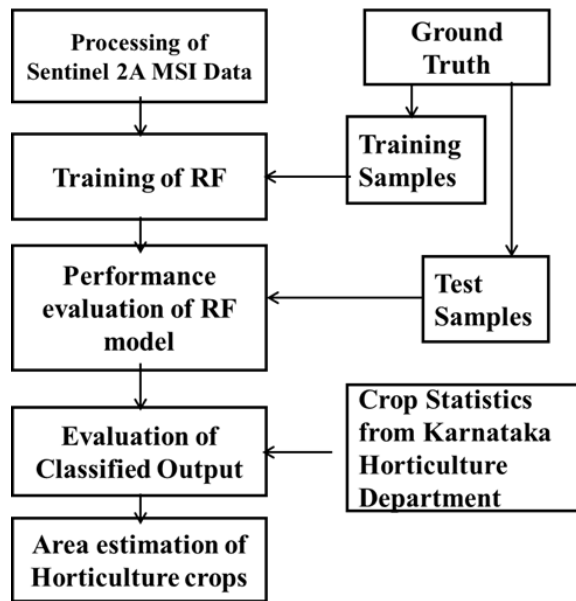 Processing of
Sentinel 2A MSI Data
Ground
Truth
Training of RF
Training
Samples
Performance
evaluation of RF
model
Test
Samples
Evaluation of
Classified Output
Crop Statistics
from Karnataka
Horticulture
Department
Area estimation of
Horticulture crops